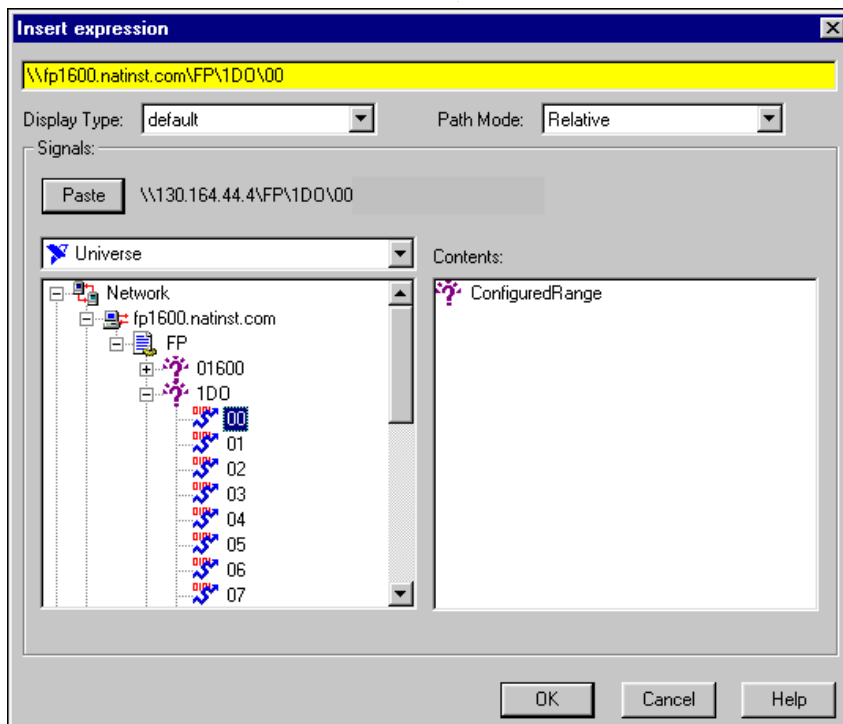 Insert expression
\\fp1600.natinst.com\FP\1DO\00
Display Type: default Path Mode: Relative
Signals:
Paste \\130.164.44.4\FP\1DO\00
Universe
Contents:
Network
fp1600.natinst.com
FP
01600
1DO
00
01
02
03
04
05
06
07
ConfiguredRange
OK Cancel Help